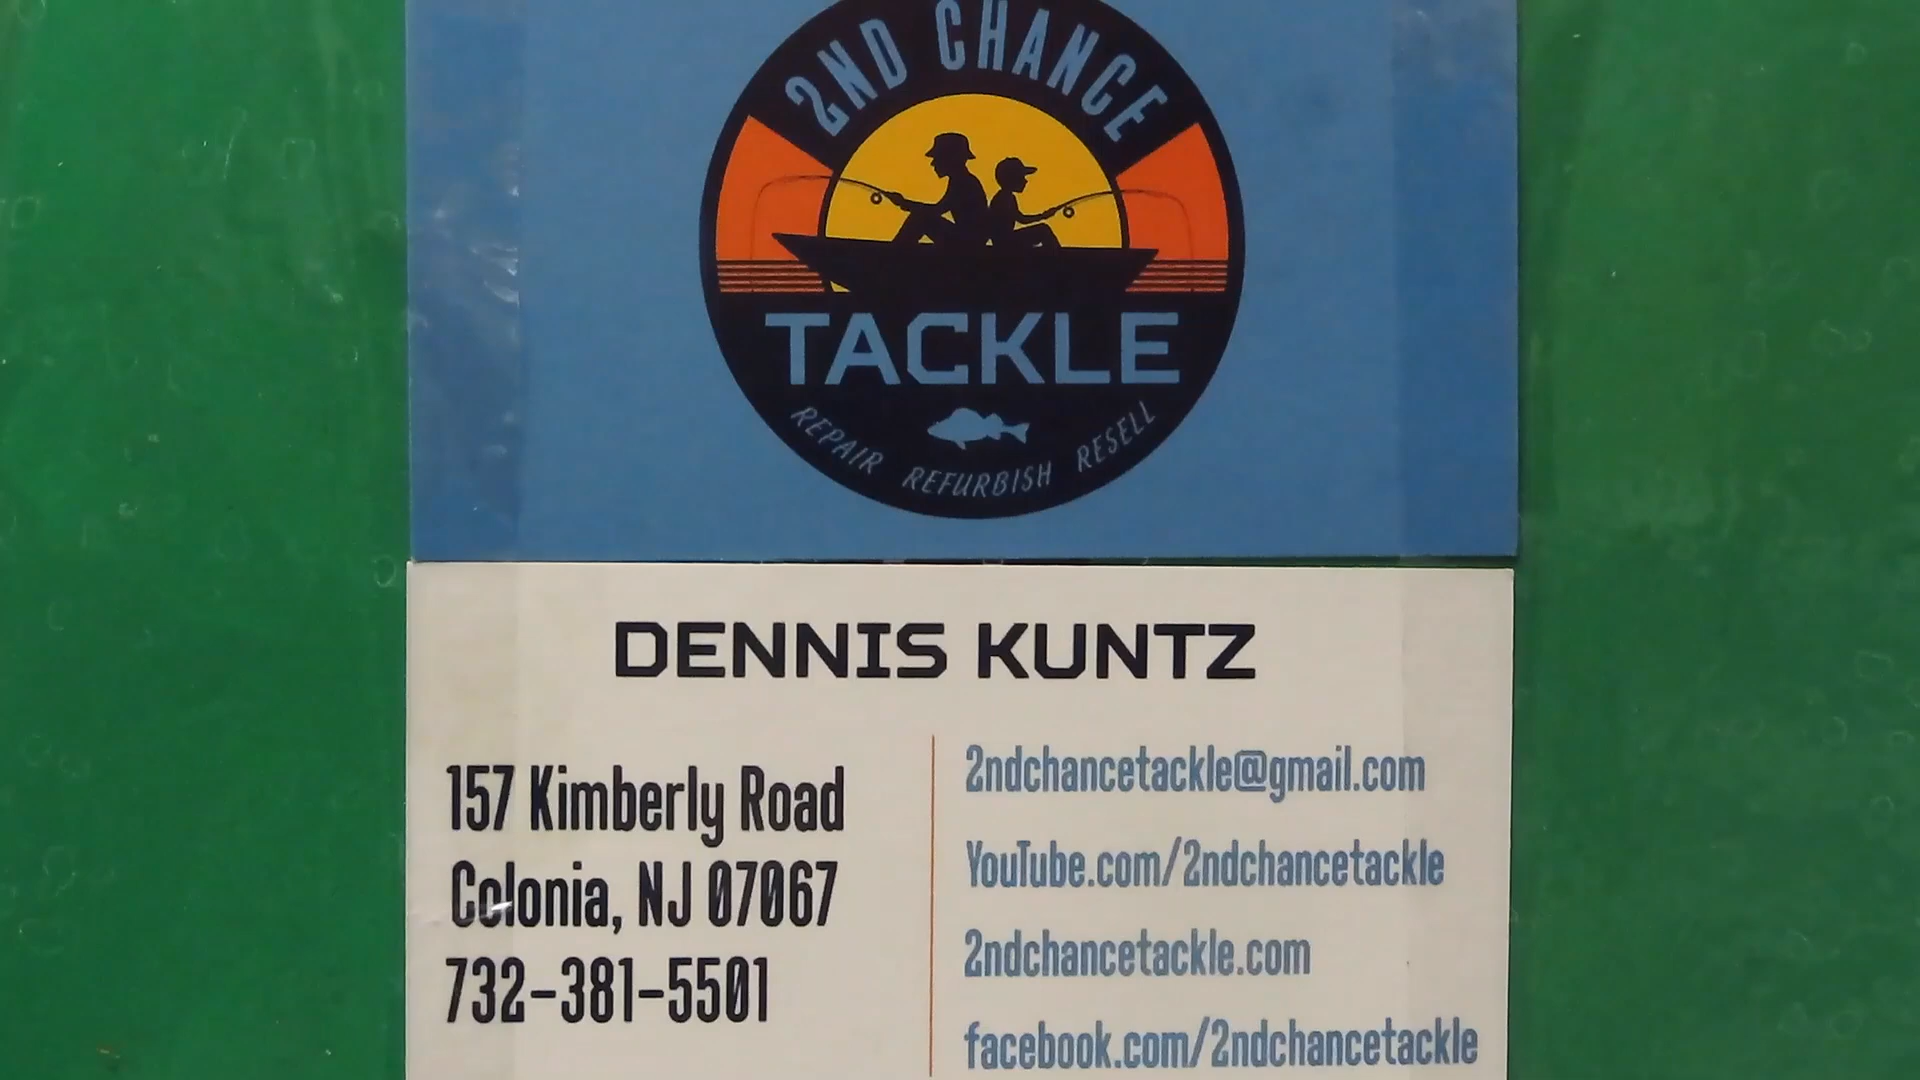 2ND CHANCE
TACKLE
REPAIR REFURBISH RESELL
DENNIS KUNTZ
157 Kimberly Road
Colonia, NJ 07067
732-381-5501
2ndchancetackle@gmail.com
YouTube.com/2ndchancetackle
2ndchancetackle.com
facebook.com/2ndchancetackle